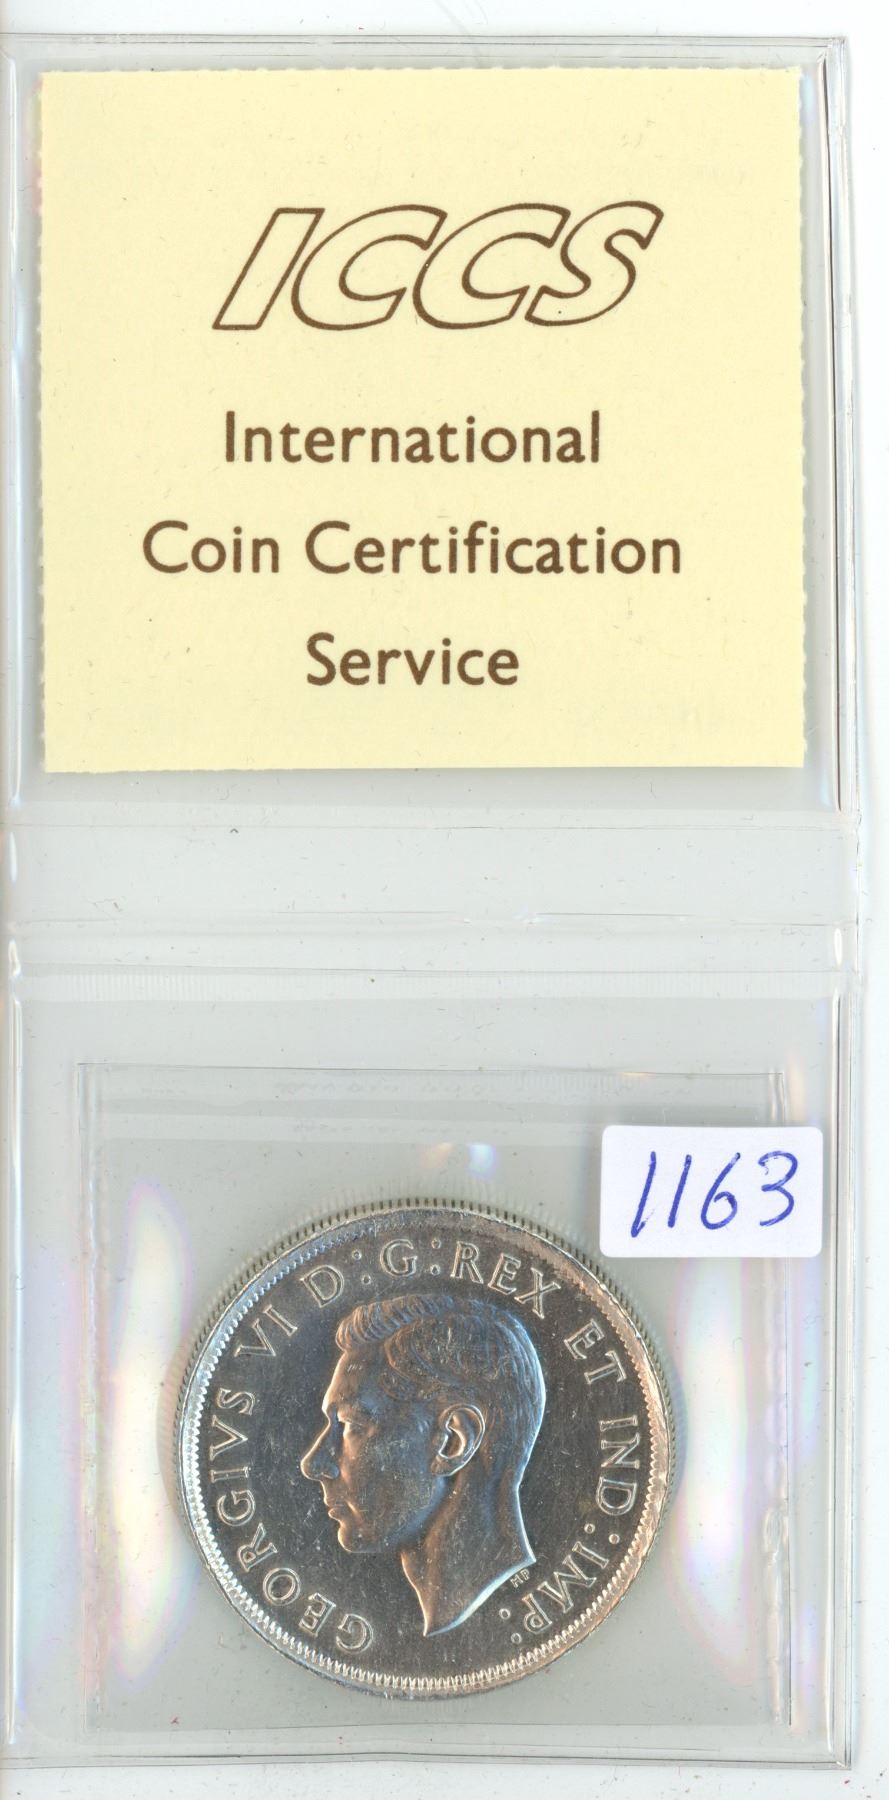 ICCS
International
Coin Certification
Service
1163
GEORGIVS VI D:G:REX ET IND:IMP:
HP